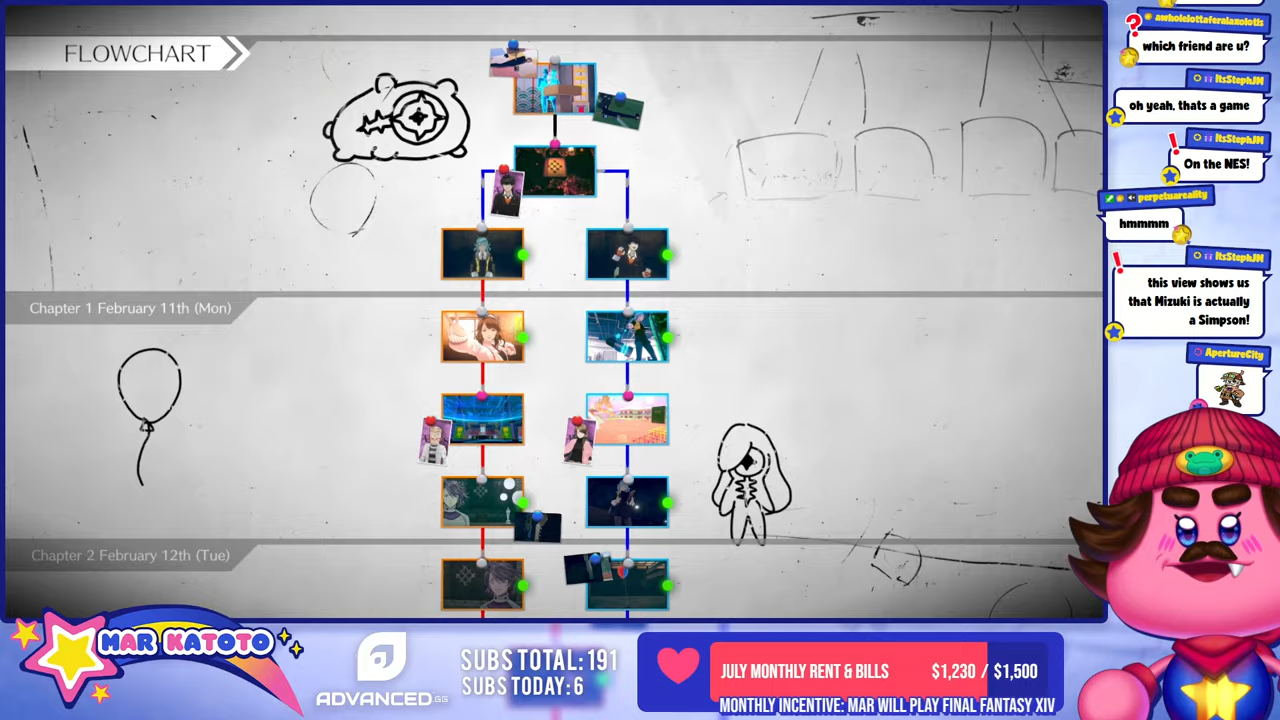 FLOWCHART
Chapter 1 February 11th (Mon)
Chapter 2 February 12th (Tue)
awholelottaferalaxolotls
which friend are u?
ItsStephJM
oh yeah, thats a game
ItsStephJM
On the NES!
perpetuareality
hmmmm
ItsStephJM
this view shows us
that Mizuki is actually
a Simpson!
ApertureCity
MAR KATOTO
ADVANCED.GG
SUBS TOTAL: 191
SUBS TODAY: 6
JULY MONTHLY RENT & BILLS $1,230 / $1,500
MONTHLY INCENTIVE: MAR WILL PLAY FINAL FANTASY XIV